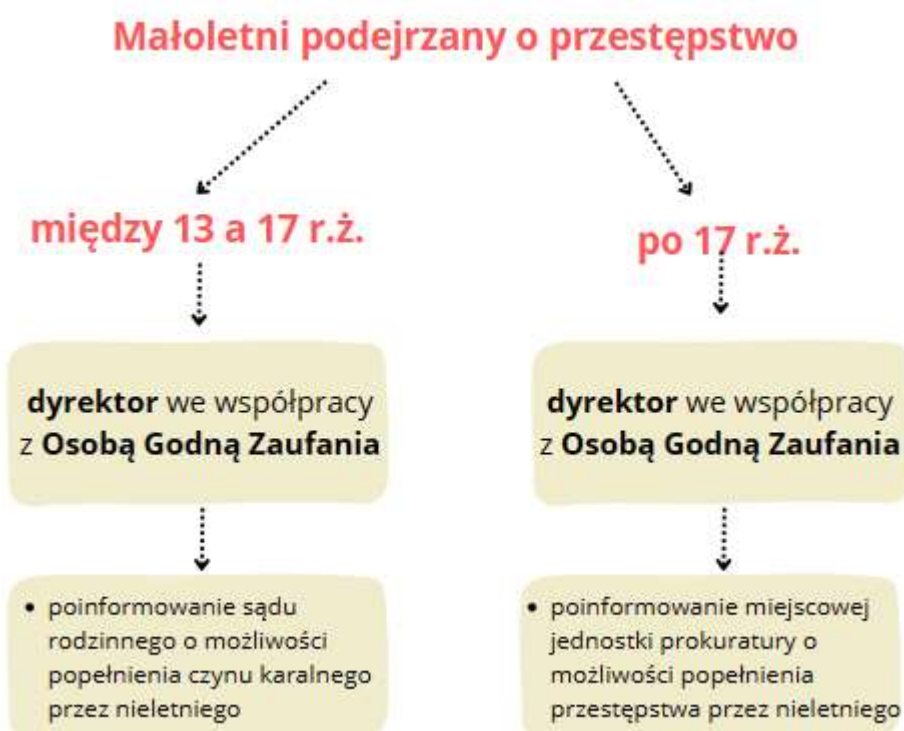 Małoletni podejrzany o przestępstwo
między 13 a 17 r.ż.
po 17 r.ż.
dyrektor we współpracy
z Osobą Godną Zaufania
dyrektor we współpracy
z Osobą Godną Zaufania
• poinformowanie sądu
rodzinnego o możliwości
popełnienia czynu karalnego
przez nieletniego
• poinformowanie miejscowej
jednostki prokuratury o
możliwości popełnienia
przestępstwa przez nieletniego